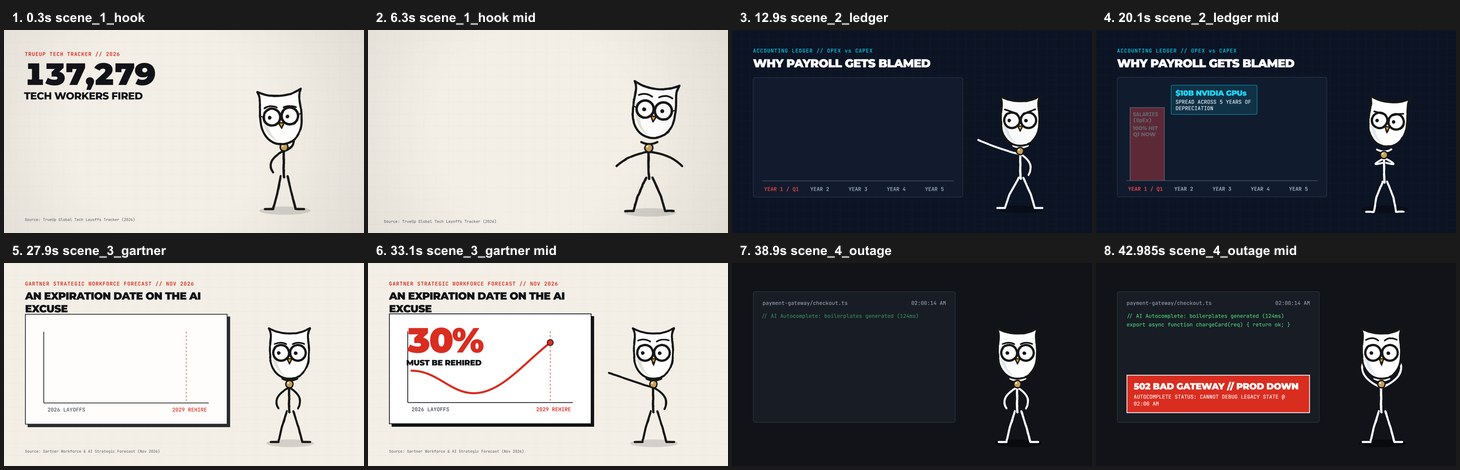 1. 0.3s scene_1_hook
TRUEUP TECH TRACKER // 2026
137,279
TECH WORKERS FIRED
Source: TrueUp Global Tech Layoffs Tracker (2026)
2. 6.3s scene_1_hook mid
Source: TrueUp Global Tech Layoffs Tracker (2026)
3. 12.9s scene_2_ledger
ACCOUNTING LEDGER // OPEX vs CAPEX
WHY PAYROLL GETS BLAMED
YEAR 1 / Q1 YEAR 2 YEAR 3 YEAR 4 YEAR 5
4. 20.1s scene_2_ledger mid
ACCOUNTING LEDGER // OPEX vs CAPEX
WHY PAYROLL GETS BLAMED
$10B NVIDIA GPUs
SPREAD ACROSS 5 YEARS OF
DEPRECIATION
SALARIES
(OpEx)
100% HIT
Q1 NOW
YEAR 1 / Q1 YEAR 2 YEAR 3 YEAR 4 YEAR 5
5. 27.9s scene_3_gartner
GARTNER STRATEGIC WORKFORCE FORECAST // NOV 2026
AN EXPIRATION DATE ON THE AI
EXCUSE
2026 LAYOFFS 2029 REHIRE
Source: Gartner Workforce & AI Strategic Forecast (Nov 2026)
6. 33.1s scene_3_gartner mid
GARTNER STRATEGIC WORKFORCE FORECAST // NOV 2026
AN EXPIRATION DATE ON THE AI
EXCUSE
30%
MUST BE REHIRED
2026 LAYOFFS 2029 REHIRE
Source: Gartner Workforce & AI Strategic Forecast (Nov 2026)
7. 38.9s scene_4_outage
payment-gateway/checkout.ts 02:00:14 AM
// AI Autocomplete: boilerplates generated (124ms)
8. 42.985s scene_4_outage mid
payment-gateway/checkout.ts 02:00:14 AM
// AI Autocomplete: boilerplates generated (124ms)
export async function chargeCard(req) { return ok; }
502 BAD GATEWAY // PROD DOWN
AUTOCOMPLETE STATUS: CANNOT DEBUG LEGACY STATE @
02:00 AM